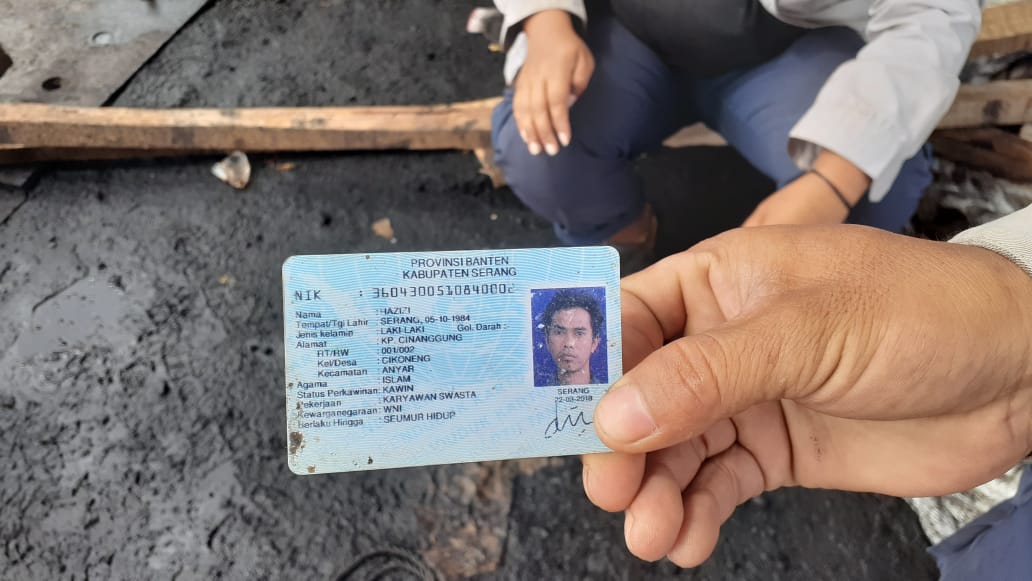 PROVINSI BANTEN
KABUPATEN SERANG
NIK : 3604300510840002
Nama : HAZIZI
Tempat/Tgl Lahir : SERANG, 05-10-1984
Jenis kelamin : LAKI-LAKI Gol. Darah :-
Alamat : KP. CINANGGUNG
RT/RW : 001/002
Kel/Desa : CIKONENG
Kecamatan : ANYAR
Agama : ISLAM
Status Perkawinan: KAWIN
Pekerjaan : KARYAWAN SWASTA
Kewarganegaraan: WNI
Berlaku Hingga : SEUMUR HIDUP
SERANG
22-03-2018